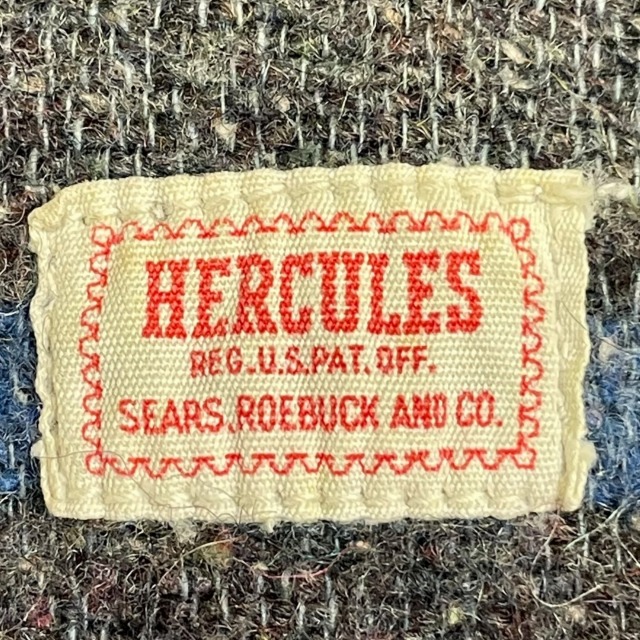 HERCULES
REG.U.S.PAT.OFF.
SEARS,ROEBUCK AND CO.